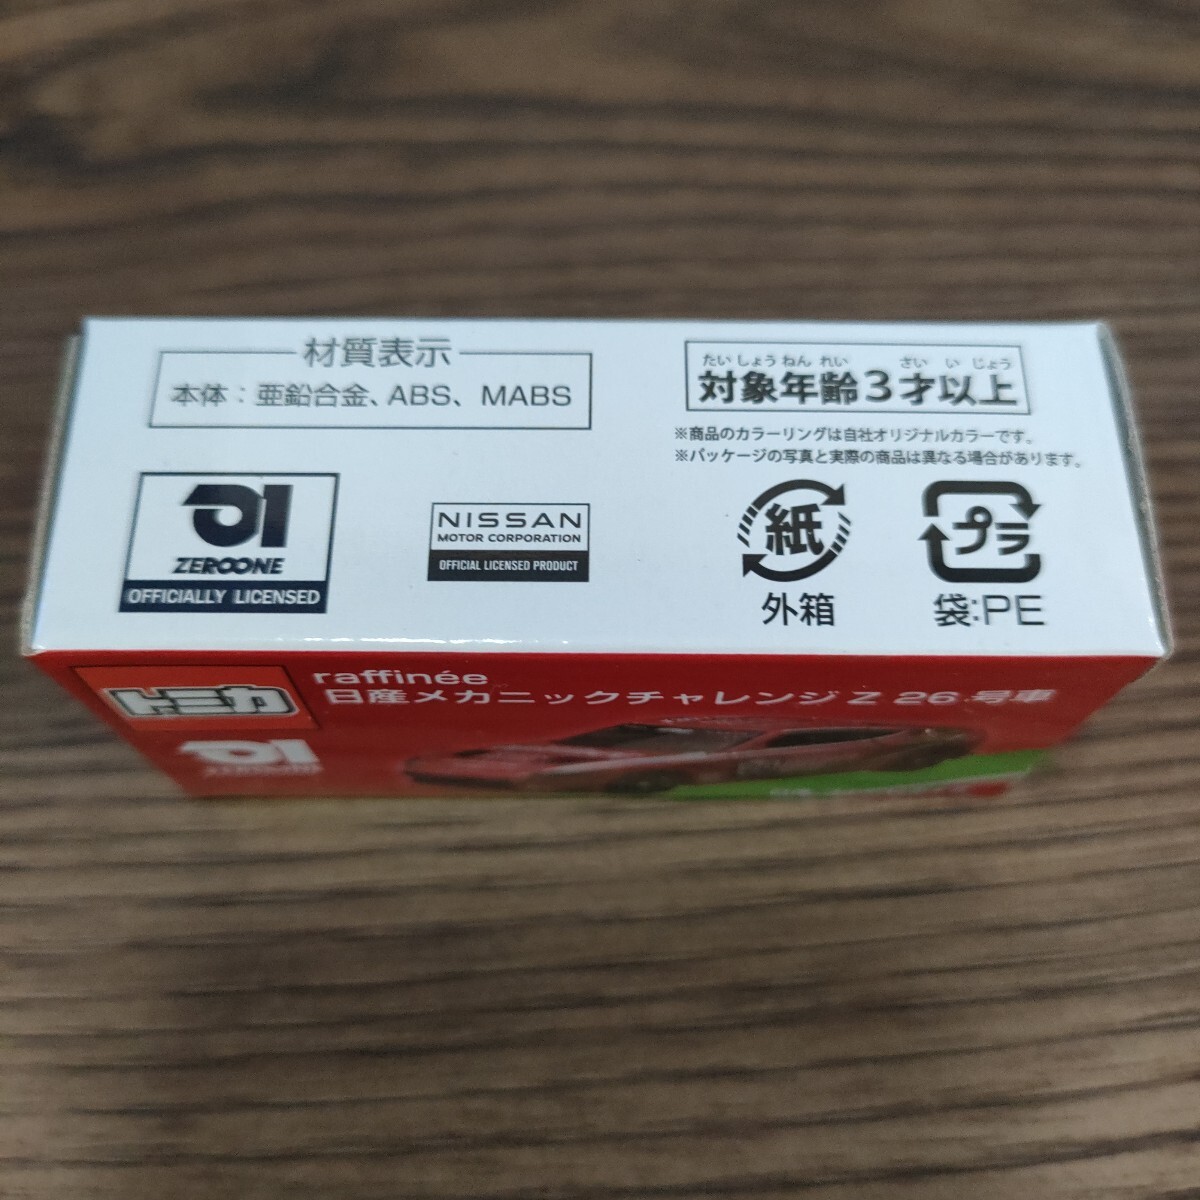 材質表示
本体：亜鉛合金、ABS、MABS
たいしょうねんれい さいいじょう
対象年齢3才以上
※商品のカラーリングは自社オリジナルカラーです。
※パッケージの写真と実際の商品は異なる場合があります。
01
ZEROONE
OFFICIALLY LICENSED
NISSAN
MOTOR CORPORATION
OFFICIAL LICENSED PRODUCT
紙
外箱
プラ
袋:PE
トミカ
raffinée
日産メカニックチャレンジ Z 26 号車
01